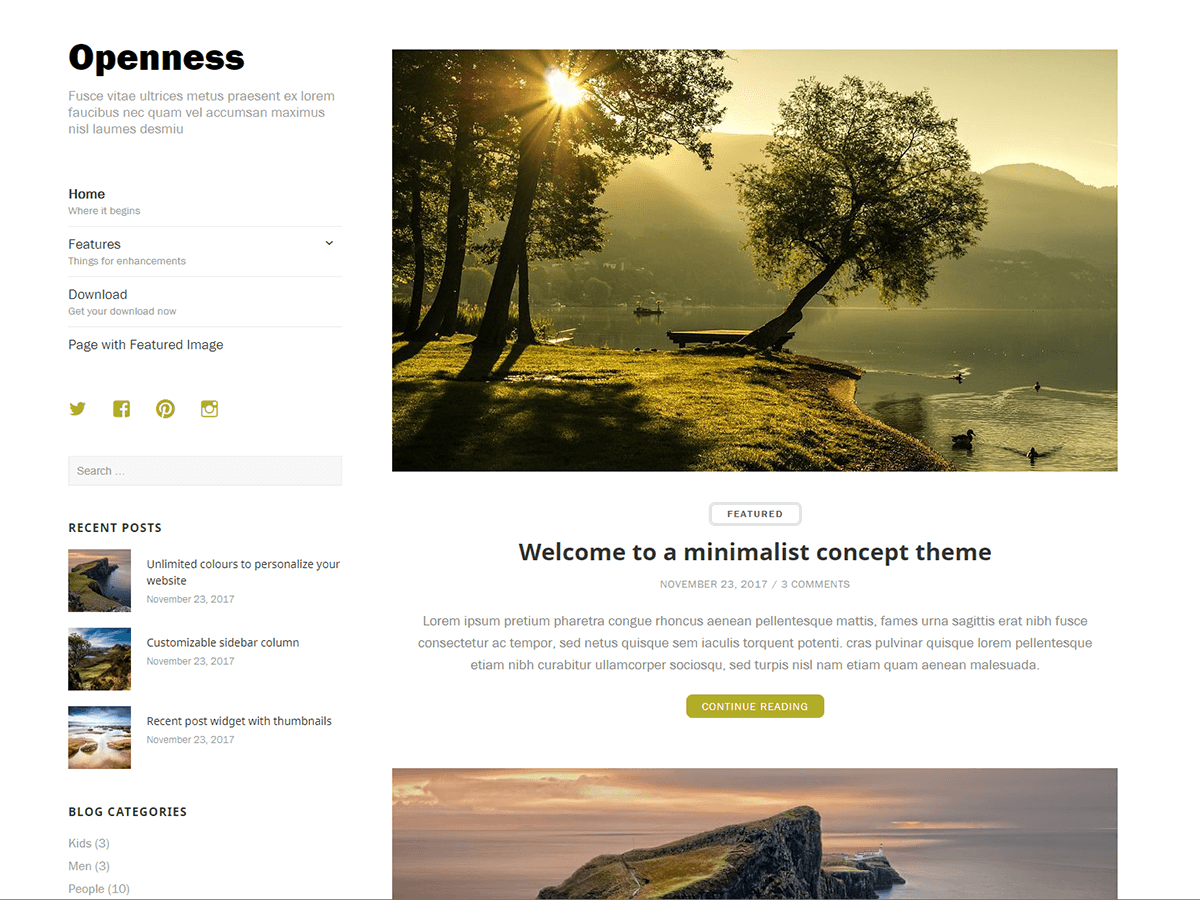 Openness
Fusce vitae ultrices metus praesent ex lorem
faucibus nec quam vel accumsan maximus
nisl laumes desmiu
Home
Where it begins
Features
Things for enhancements
Download
Get your download now
Page with Featured Image
Search ...
RECENT POSTS
Unlimited colours to personalize your
website
November 23, 2017
Customizable sidebar column
November 23, 2017
Recent post widget with thumbnails
November 23, 2017
BLOG CATEGORIES
Kids (3)
Men (3)
People (10)
FEATURED
Welcome to a minimalist concept theme
NOVEMBER 23, 2017 / 3 COMMENTS
Lorem ipsum pretium pharetra congue rhoncus aenean pellentesque mattis, fames urna sagittis erat nibh fusce
consectetur ac tempor, sed netus quisque sem iaculis torquent potenti. cras pulvinar quisque lorem pellentesque
etiam nibh curabitur ullamcorper sociosqu, sed turpis nisl nam etiam quam aenean malesuada.
CONTINUE READING